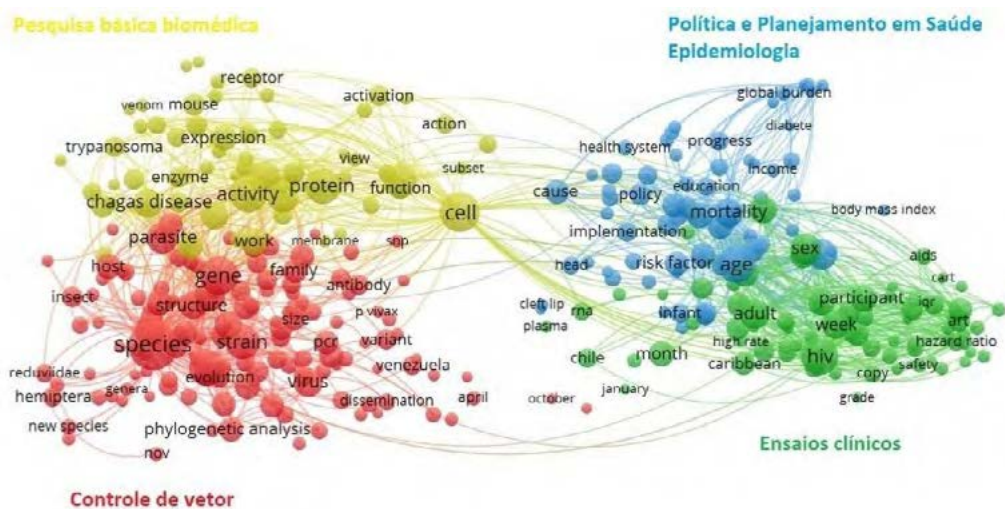 Pesquisa básica biomédica
Política e Planejamento em Saúde
Epidemiologia
receptor
activation
global burden
venom mouse
action
diabete
trypanosoma
expression
health system
progress
view
subset
income
enzyme
protein
function
cause
policy
education
chagas disease
activity
cell
mortality
body mass index
parasite
work
membrane
snp
implementation
sex
host
gene
family
head
risk factor
age
aids
insect
structure
antibody
cleft lip
rna
cart
size
p vivax
plasma
infant
adult
participant
iqr
art
species
strain
pcr
variant
week
high rate
hazard ratio
reduviidae
evolution
virus
venezuela
chile
month
caribbean
hiv
safety
hemiptera
genera
copy
january
dissemination
april
october
grade
new species
phylogenetic analysis
nov
Ensaios clínicos
Controle de vetor